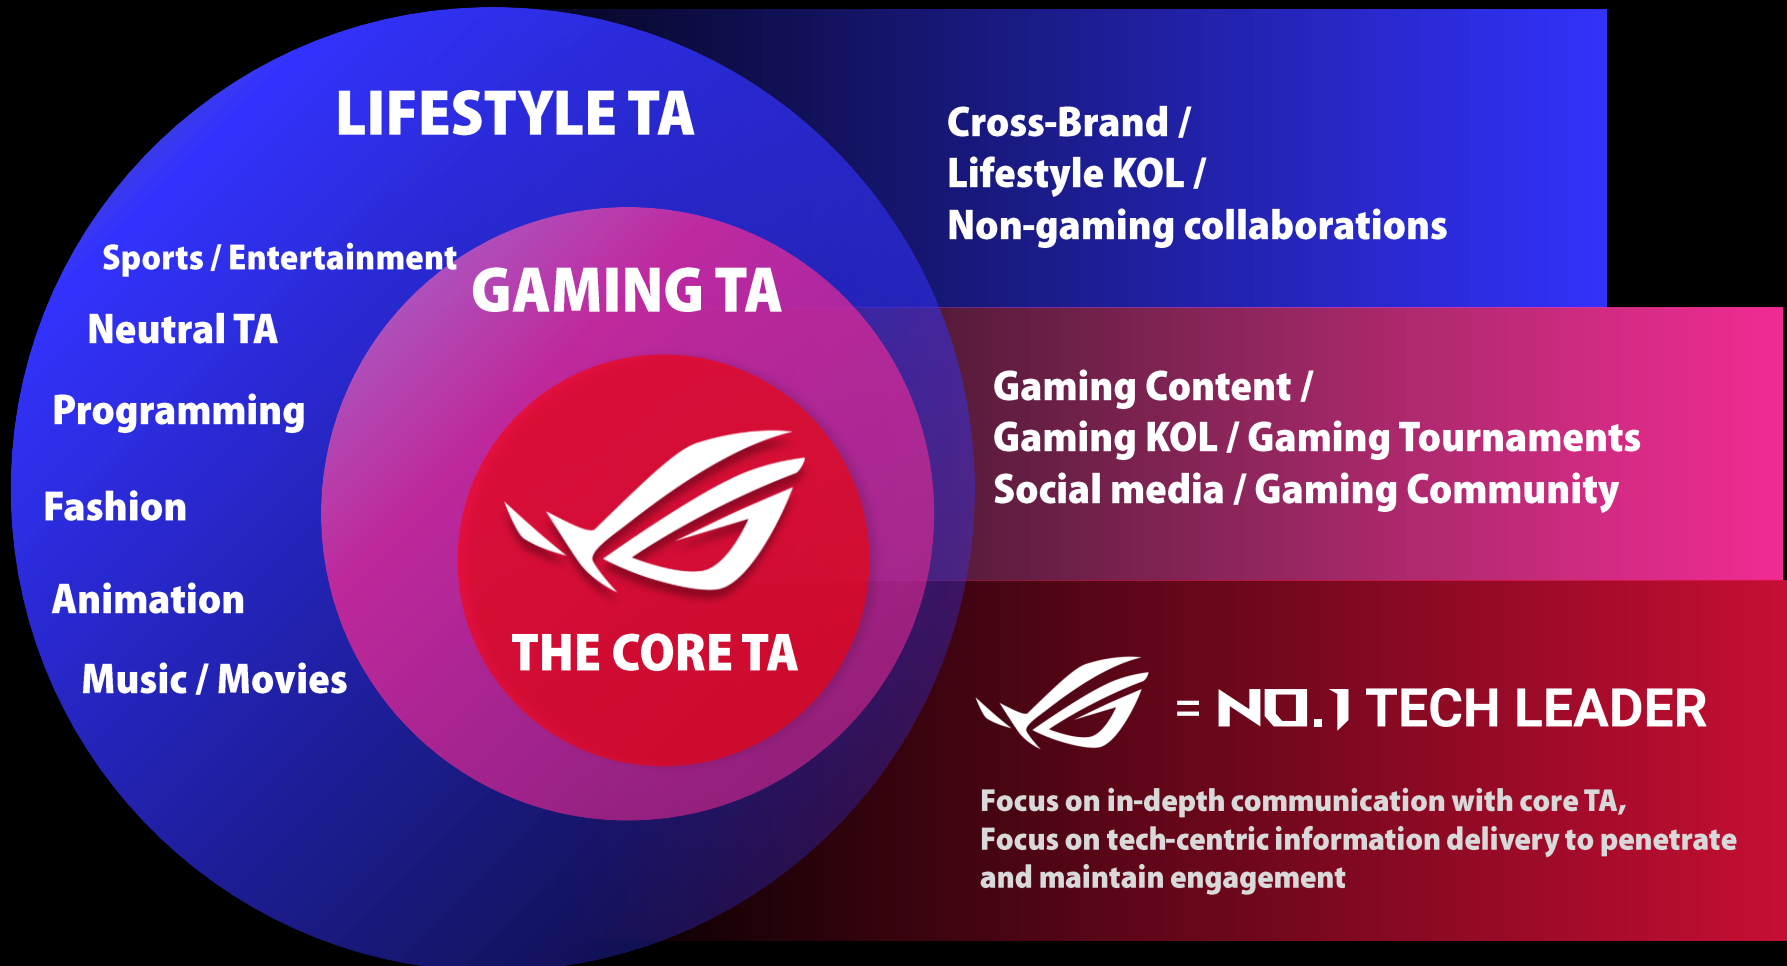 LIFESTYLE TA
Sports / Entertainment
Neutral TA
Programming
Fashion
Animation
Music / Movies
GAMING TA
THE CORE TA
Cross-Brand /
Lifestyle KOL /
Non-gaming collaborations
Gaming Content /
Gaming KOL / Gaming Tournaments
Social media / Gaming Community
= NO.1 TECH LEADER
Focus on in-depth communication with core TA,
Focus on tech-centric information delivery to penetrate
and maintain engagement